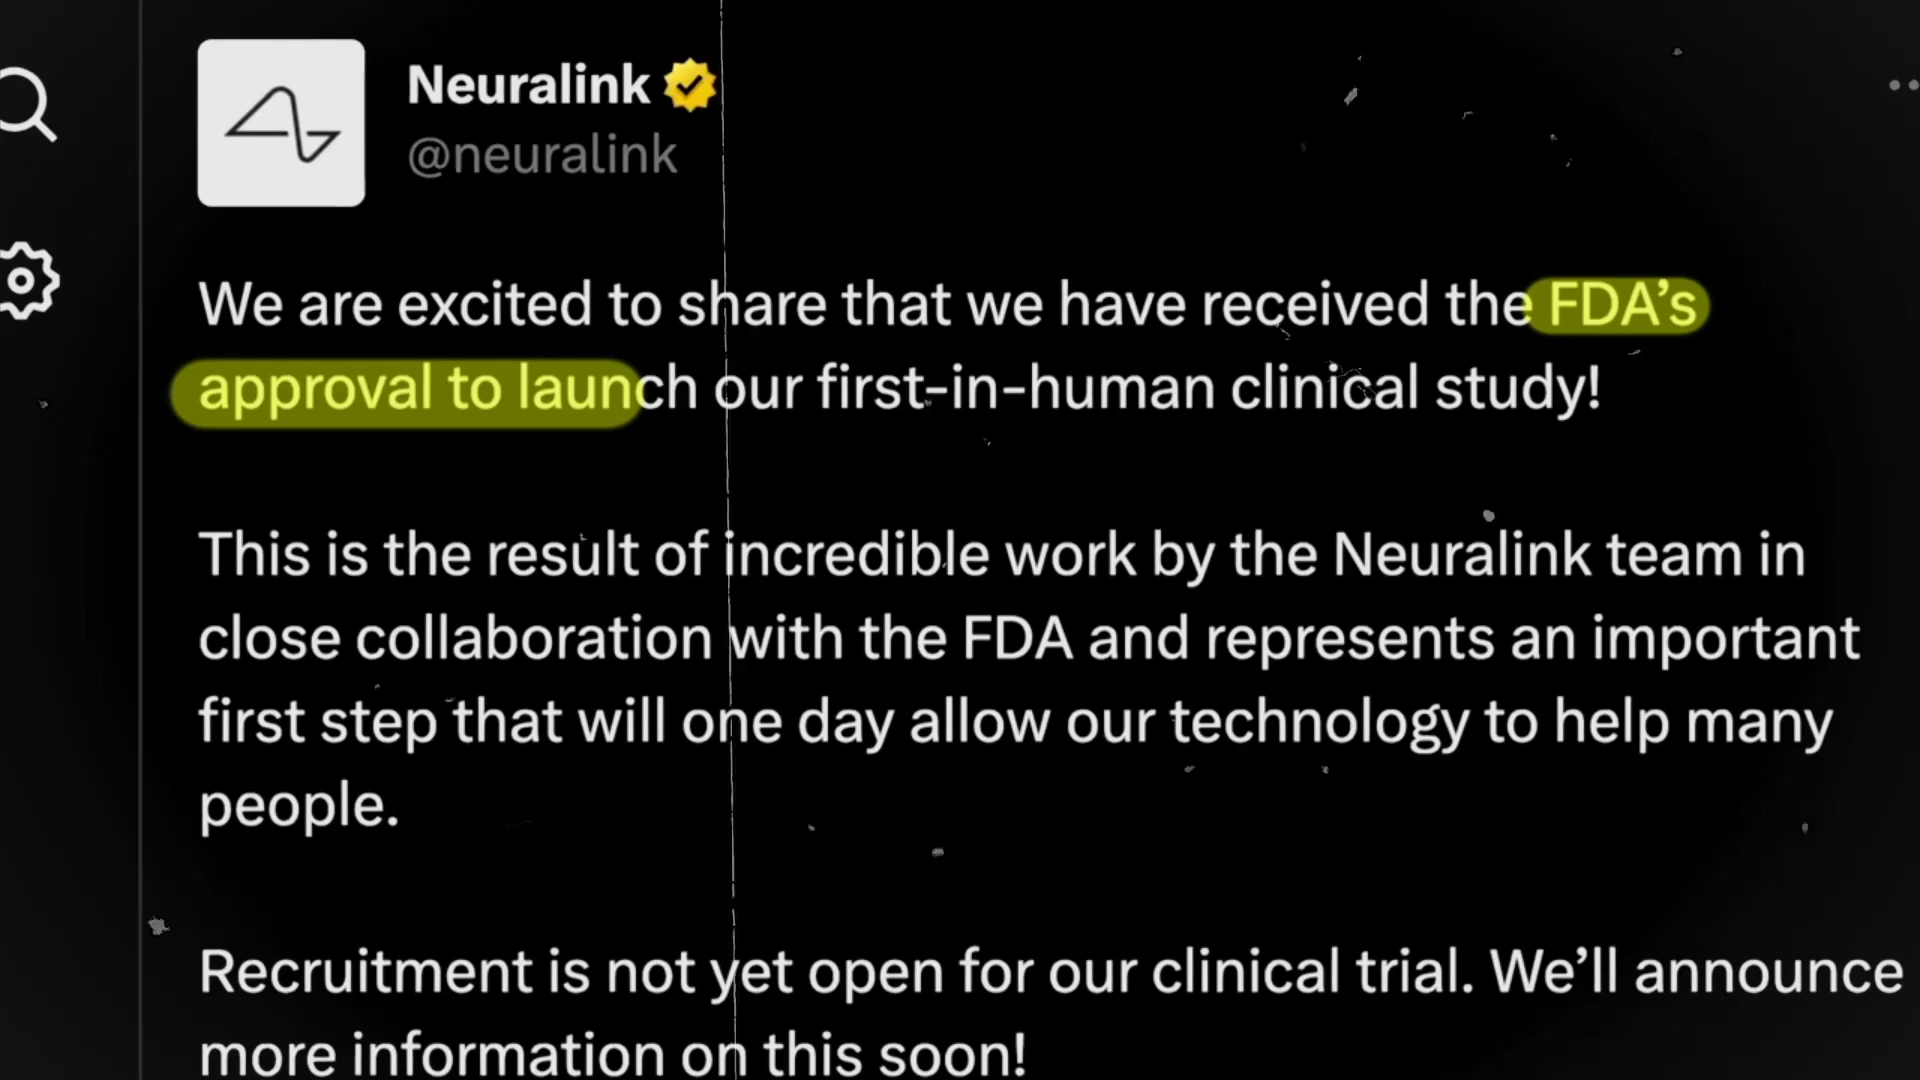 Neuralink
@neuralink
We are excited to share that we have received the FDA’s
approval to launch our first-in-human clinical study!
This is the result of incredible work by the Neuralink team in
close collaboration with the FDA and represents an important
first step that will one day allow our technology to help many
people.
Recruitment is not yet open for our clinical trial. We’ll announce
more information on this soon!